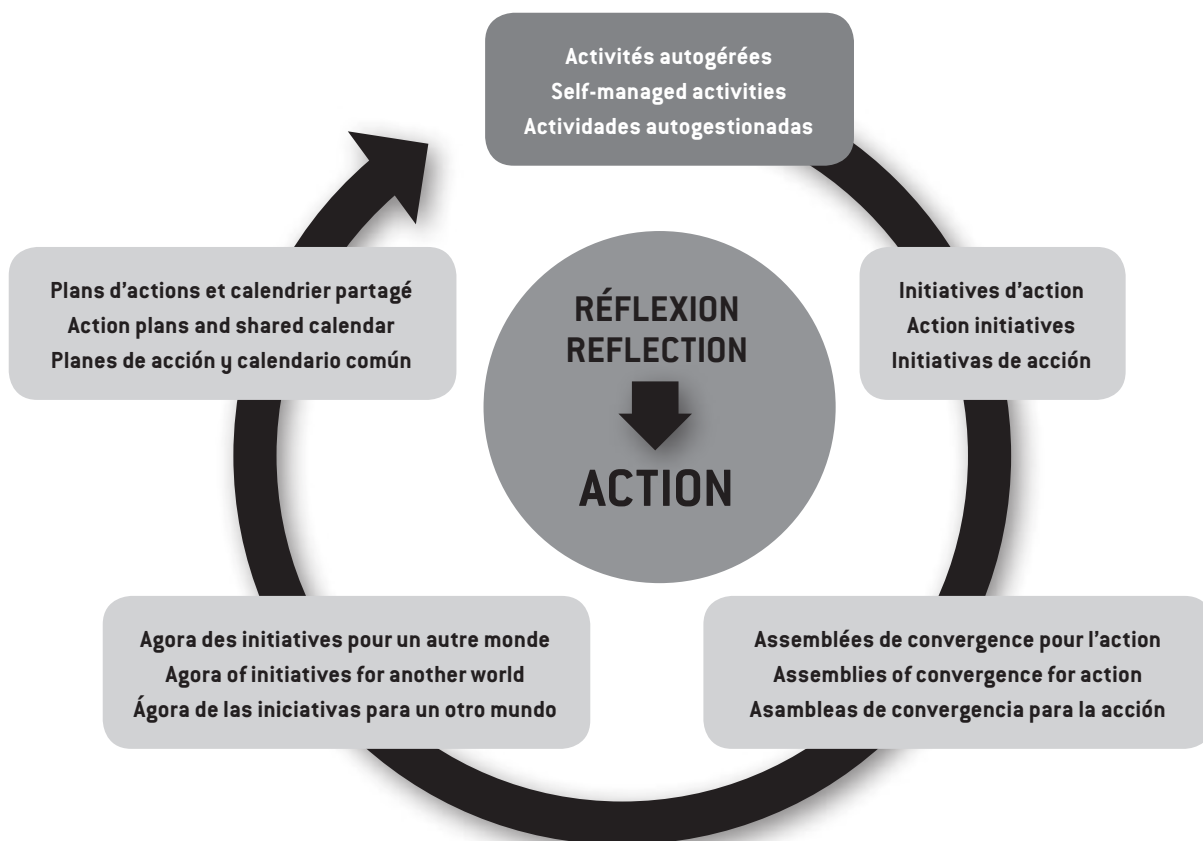 Activités autogérées
Self-managed activities
Actividades autogestionadas
Initiatives d’action
Action initiatives
Initiativas de acción
Assemblées de convergence pour l’action
Assemblies of convergence for action
Asambleas de convergencia para la acción
Agora des initiatives pour un autre monde
Agora of initiatives for another world
Ágora de las iniciativas para un otro mundo
Plans d’actions et calendrier partagé
Action plans and shared calendar
Planes de acción y calendario común
RÉFLEXION
REFLECTION
ACTION